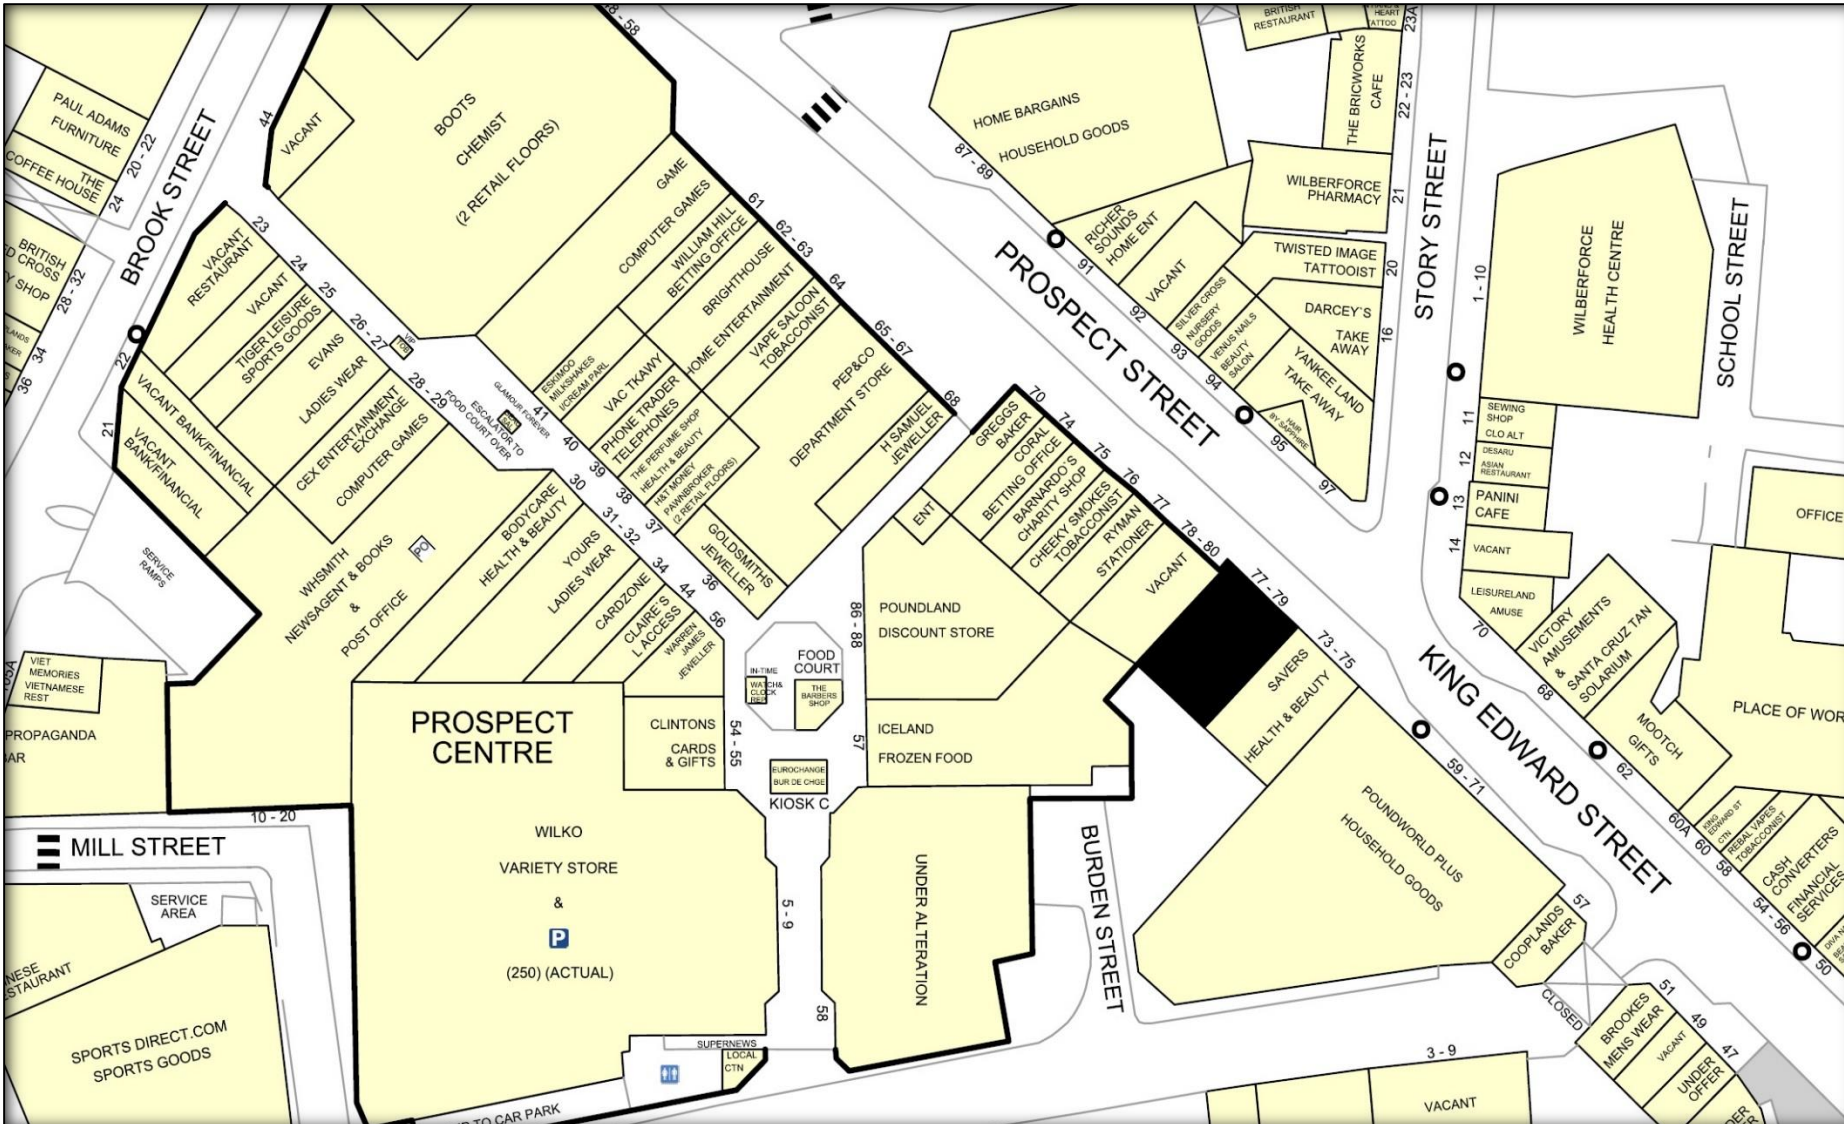 PAUL ADAMS
FURNITURE
20 - 22
THE
COFFEE HOUSE
24
BROOK STREET
BRITISH
28 - 32
34
36
44
VACANT
BOOTS
CHEMIST
(2 RETAIL FLOORS)
GAME
COMPUTER GAMES
61
WILLIAM HILL
BETTING OFFICE
62 - 63
BRIGHTHOUSE
HOME ENTERTAINMENT
64
VAPE SALOON
TOBACCONIST
65 - 67
PEP&CO
DEPARTMENT STORE
68
H SAMUEL
JEWELLER
23
VACANT
RESTAURANT
24
VACANT
25
TIGER LEISURE
SPORTS GOODS
26 - 27
EVANS
LADIES WEAR
28 - 29
CEX ENTERTAINMENT
EXCHANGE
COMPUTER GAMES
22
VACANT BANK/FINANCIAL
21
VACANT
BANK/FINANCIAL
VIP
TOB
GLAMOUR FOREVER
ESCALATOR TO
FOOD COURT OVER
ESKIMOO
MILKSHAKES
I/CREAM PARL
41
VAC TKAWY
40
PHONE TRADER
TELEPHONES
39
THE PERFUME SHOP
HEALTH & BEAUTY
38
H&T MONEY
PAWNBROKER
(2 RETAIL FLOORS)
37
GOLDSMITHS
JEWELLER
36
SERVICE
RAMPS
WHSMITH
NEWSAGENT & BOOKS
&
POST OFFICE
PO
30
BODYCARE
HEALTH & BEAUTY
31 - 32
YOURS
LADIES WEAR
34
CARDZONE
44
CLAIRE`S
L ACCESS
56
WARREN
JAMES
JEWELLER
PROSPECT
CENTRE
CLINTONS
CARDS
& GIFTS
54 - 55
IN-TIME
WATCH&
CLOCK
REP
FOOD
COURT
THE
BARBERS
SHOP
EUROCHANGE
BUR DE CHGE
KIOSK C
57
86 - 88
ENT
POUNDLAND
DISCOUNT STORE
ICELAND
FROZEN FOOD
70
GREGGS
BAKER
74
CORAL
BETTING OFFICE
75
BARNARDO`S
CHARITY SHOP
76
CHEEKY SMOKES
TOBACCONIST
77
RYMAN
STATIONER
78 - 80
VACANT
77 - 79
73 - 75
SAVERS
HEALTH & BEAUTY
59 - 71
POUNDWORLD PLUS
HOUSEHOLD GOODS
57
COOPLANDS
BAKER
CLOSED
WILKO
VARIETY STORE
&
P
(250) (ACTUAL)
5 - 9
58
UNDER ALTERATION
BURDEN STREET
SUPERNEWS
LOCAL
CTN
TO CAR PARK
VIET
MEMORIES
VIETNAMESE
REST
PROPAGANDA
10 - 20
MILL STREET
SERVICE
AREA
SPORTS DIRECT.COM
SPORTS GOODS
HOME BARGAINS
HOUSEHOLD GOODS
87 - 89
BRITISH
RESTAURANT
HEART
TATTOO
23A
THE BRICWORKS
CAFE
22 - 23
WILBERFORCE
PHARMACY
21
PROSPECT STREET
91
RICHER
SOUNDS
HOME ENT
92
VACANT
93
SILVER CROSS
NURSERY
GOODS
94
VENUS NAILS
BEAUTY
SALON
95
HAIR
BY SAPPHIRE
97
YANKEE LAND
TAKE AWAY
TWISTED IMAGE
TATTOOIST
20
DARCEY`S
TAKE
AWAY
16
STORY STREET
1 - 10
WILBERFORCE
HEALTH CENTRE
SCHOOL STREET
11
SEWING
SHOP
CLO ALT
12
DESARU
ASIAN
RESTAURANT
13
PANINI
CAFE
14
VACANT
LEISURELAND
AMUSE
70
VICTORY
AMUSEMENTS
&
SANTA CRUZ TAN
SOLARIUM
68
MOOTCH
GIFTS
62
OFFICE
PLACE OF WOR
KING EDWARD STREET
60A
KING
EDWARD ST
CTN
60
REBAL VAPES
TOBACCONIST
58
CASH
CONVERTERS
FINANCIAL
SERVICES
54 - 56
50
51
BROOKES
MENS WEAR
49
VACANT
47
UNDER
OFFER
3 - 9
VACANT